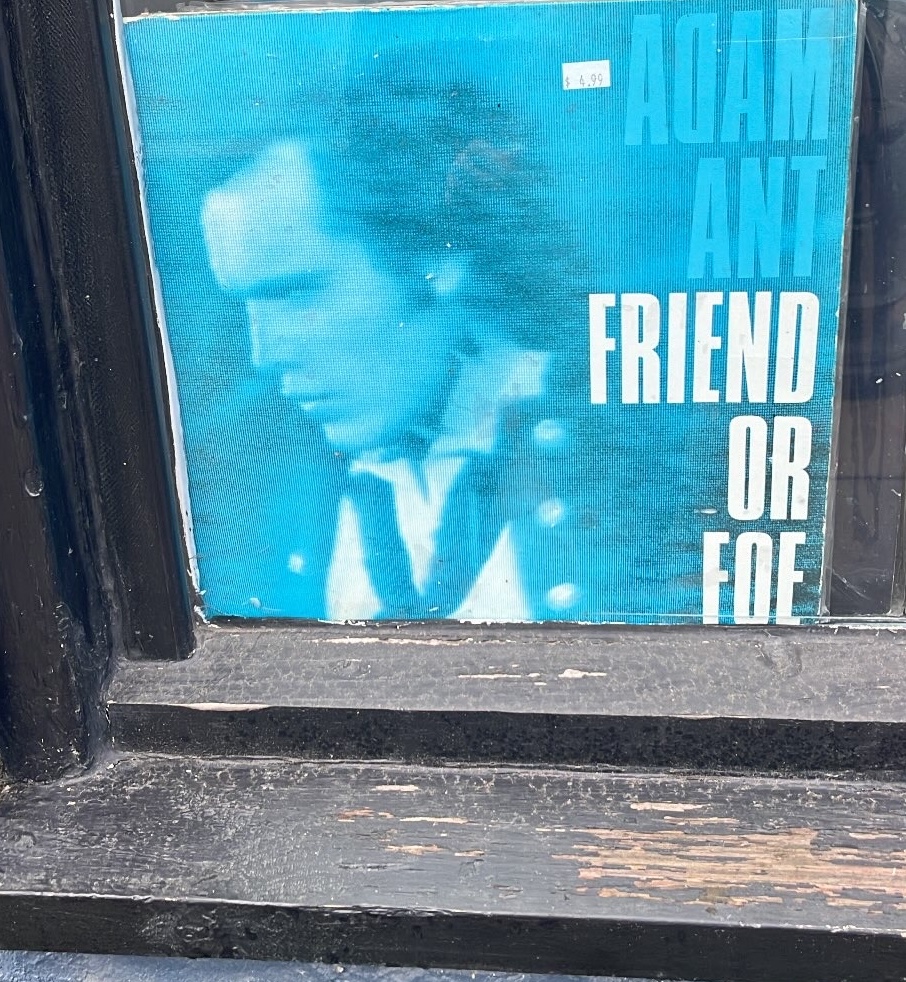 $ 4.99
ADAM
ANT
FRIEND
OR
FOE